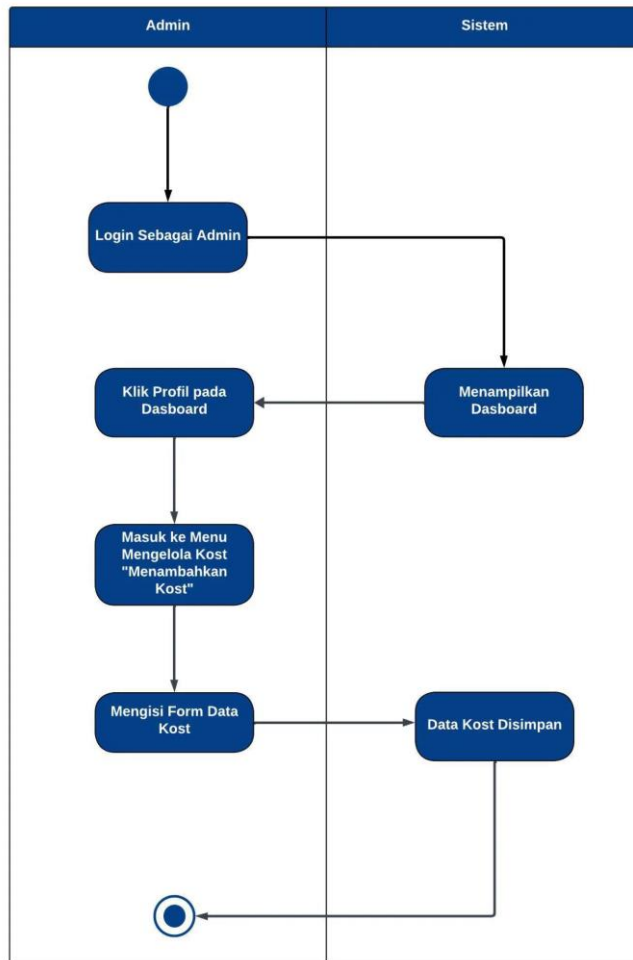 Admin
Sistem
Login Sebagai Admin
Klik Profil pada
Dasboard
Menampilkan
Dasboard
Masuk ke Menu
Mengelola Kost
"Menambahkan
Kost"
Mengisi Form Data
Kost
Data Kost Disimpan